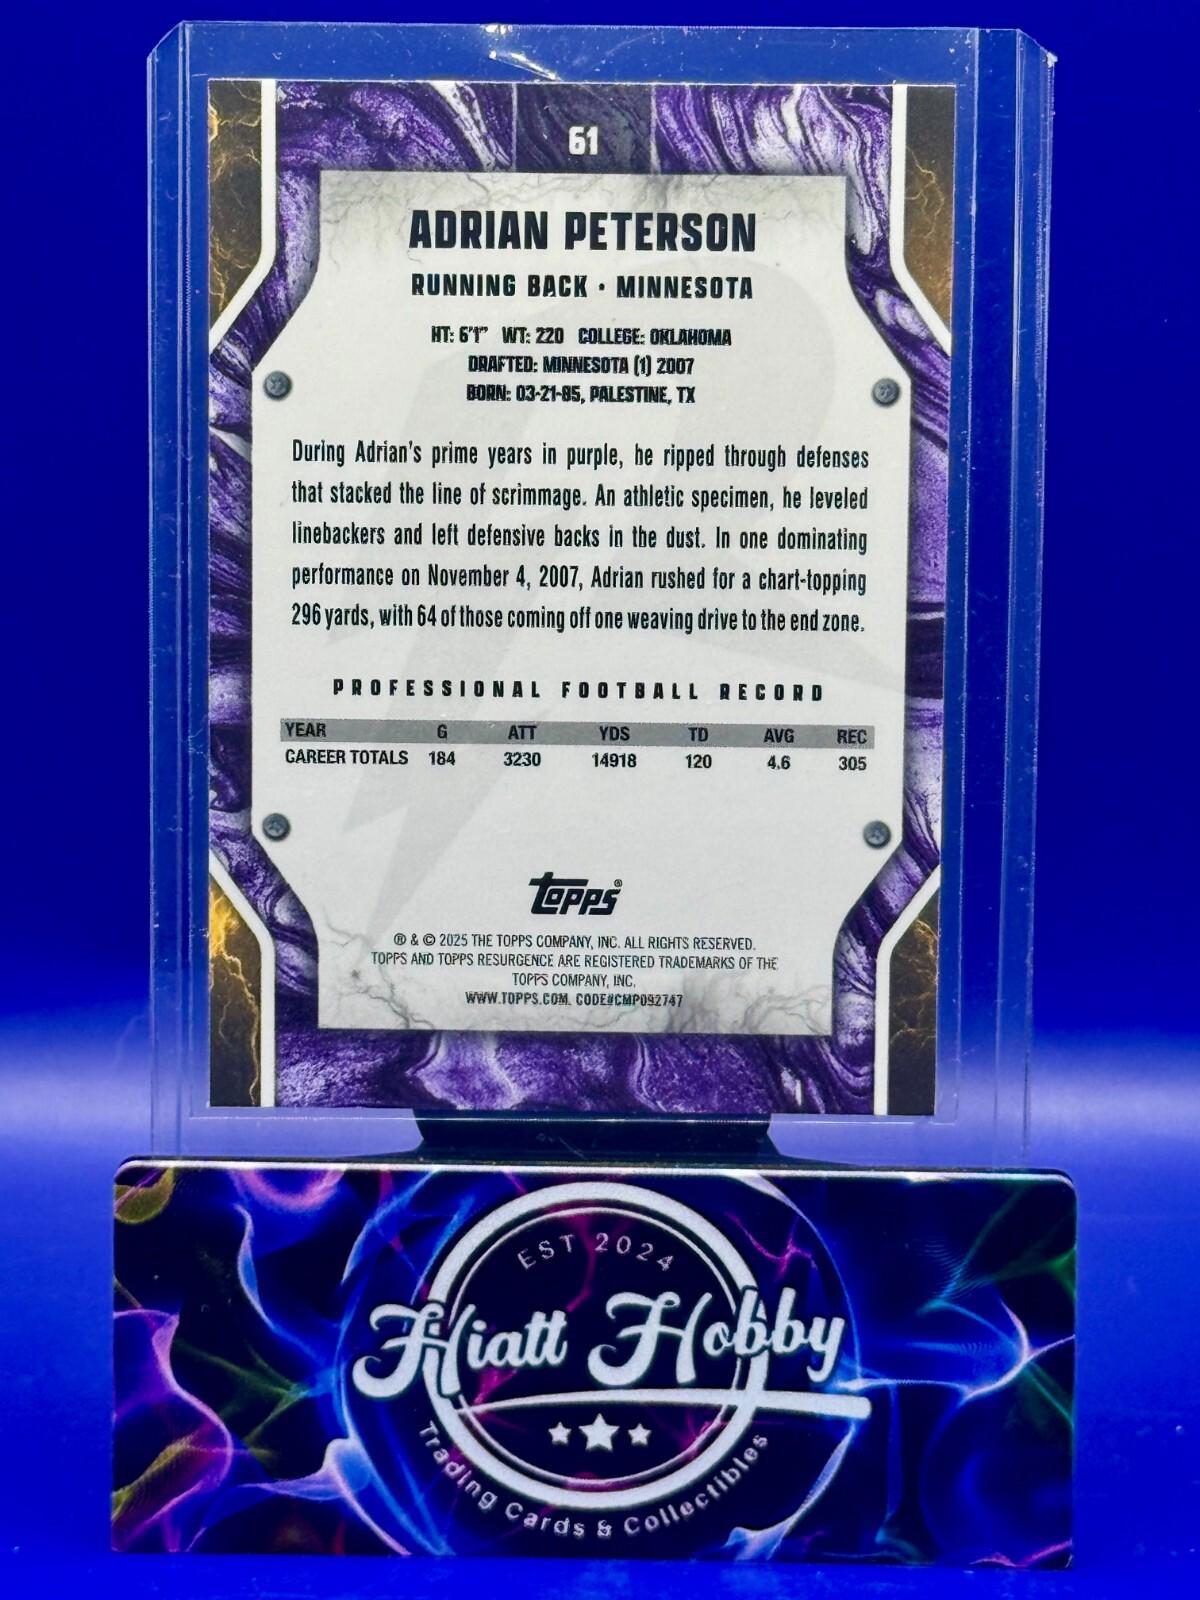 61
ADRIAN PETERSON
RUNNING BACK • MINNESOTA
HT: 6'1" WT: 220 COLLEGE: OKLAHOMA
DRAFTED: MINNESOTA (1) 2007
BORN: 03-21-85, PALESTINE, TX
During Adrian's prime years in purple, he ripped through defenses
that stacked the line of scrimmage. An athletic specimen, he leveled
linebackers and left defensive backs in the dust. In one dominating
performance on November 4, 2007, Adrian rushed for a chart-topping
296 yards, with 64 of those coming off one weaving drive to the end zone.
PROFESSIONAL FOOTBALL RECORD
YEAR G ATT YDS TD AVG REC
CAREER TOTALS 184 3230 14918 120 4.6 305
Topps®
® & © 2025 THE TOPPS COMPANY, INC. ALL RIGHTS RESERVED.
TOPPS AND TOPPS RESURGENCE ARE REGISTERED TRADEMARKS OF THE
TOPPS COMPANY, INC.
WWW.TOPPS.COM. CODE#CMP092747
EST 2024
Hiatt Hobby
Trading Cards & Collectibles